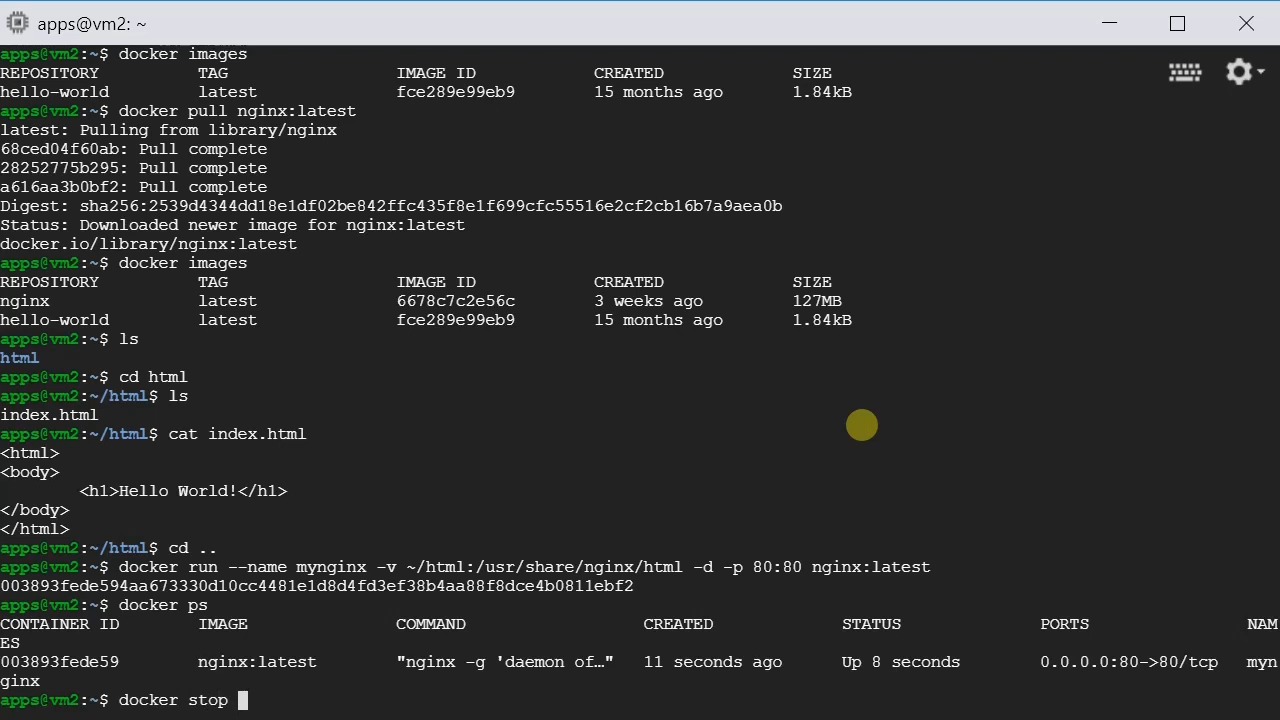 apps@vm2: ~
apps@vm2:~$ docker images
REPOSITORY TAG IMAGE ID CREATED SIZE
hello-world latest fce289e99eb9 15 months ago 1.84kB
apps@vm2:~$ docker pull nginx:latest
latest: Pulling from library/nginx
68ced04f60ab: Pull complete
28252775b295: Pull complete
a616aa3b0bf2: Pull complete
Digest: sha256:2539d4344dd18e1df02be842ffc435f8e1f699cfc55516e2cf2cb16b7a9aea0b
Status: Downloaded newer image for nginx:latest
docker.io/library/nginx:latest
apps@vm2:~$ docker images
REPOSITORY TAG IMAGE ID CREATED SIZE
nginx latest 6678c7c2e56c 3 weeks ago 127MB
hello-world latest fce289e99eb9 15 months ago 1.84kB
apps@vm2:~$ ls
html
apps@vm2:~$ cd html
apps@vm2:~/html$ ls
index.html
apps@vm2:~/html$ cat index.html
<html>
<body>
<h1>Hello World!</h1>
</body>
</html>
apps@vm2:~/html$ cd ..
apps@vm2:~$ docker run --name mynginx -v ~/html:/usr/share/nginx/html -d -p 80:80 nginx:latest
003893fede594aa673330d10cc4481e1d8d4fd3ef38b4aa88f8dce4b0811ebf2
apps@vm2:~$ docker ps
CONTAINER ID IMAGE COMMAND CREATED STATUS PORTS NAM
ES
003893fede59 nginx:latest "nginx -g 'daemon of…" 11 seconds ago Up 8 seconds 0.0.0.0:80->80/tcp myn
ginx
apps@vm2:~$ docker stop